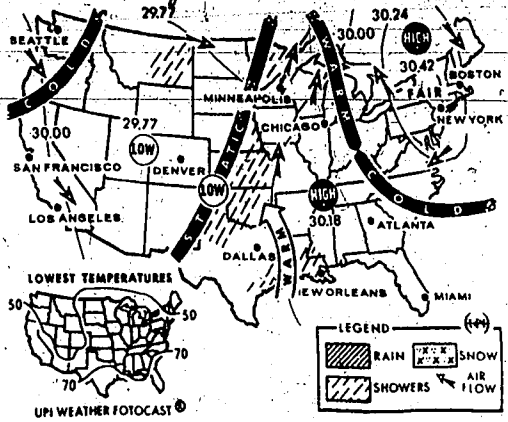 29.77
30.24
30.00
SEATTLE
HIGH
30.42
COLD
WARM
BOSTON
FAIR
MINNEAPOLIS
NEW YORK
CHICAGO
30.00
29.77
LOW
SAN FRANCISCO
DENVER
STATIC
LOW
HIGH
30.18
COLD
LOS ANGELES
ATLANTA
DALLAS
WARM
LOWEST TEMPERATURES
NEW ORLEANS
MIAMI
50
50
70
70
LEGEND
RAIN
SNOW
SHOWERS
AIR
FLOW
UPI WEATHER FOTOCAST ®